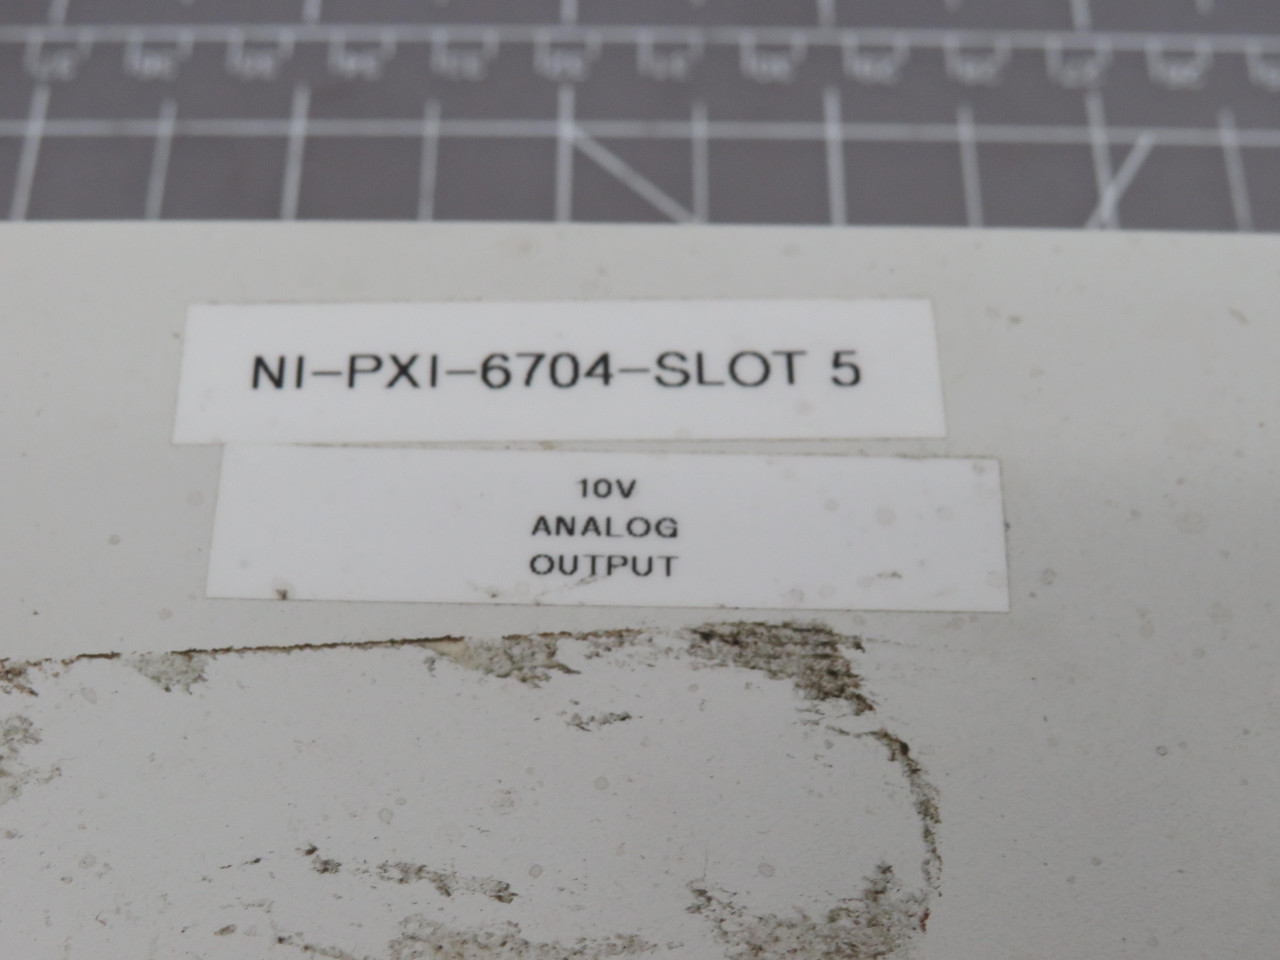 NI-PXI-6704-SLOT 5
10V
ANALOG
OUTPUT